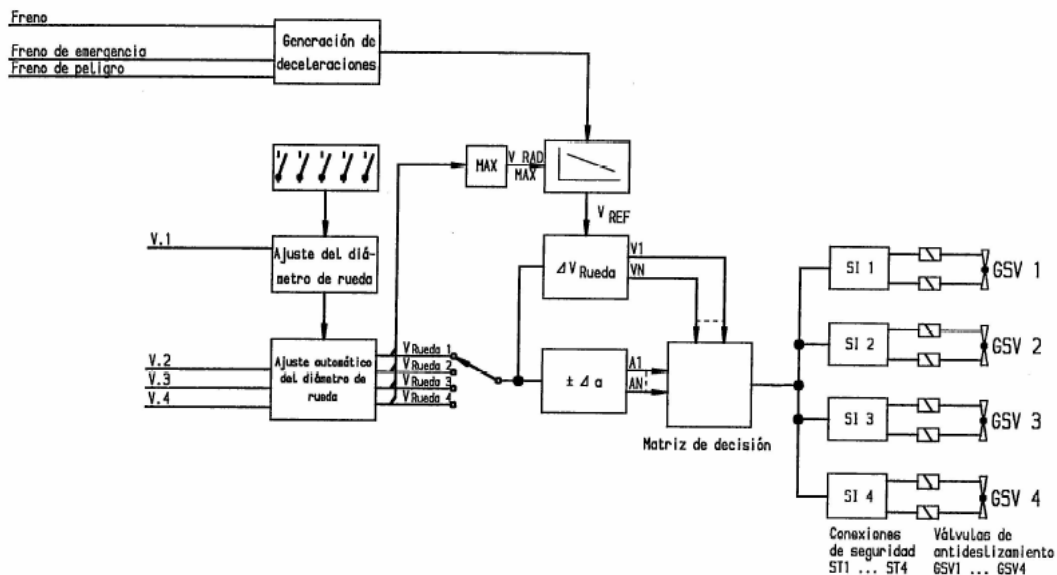 Freno
Freno de emergencia
Freno de peligro
Generación de
deceleraciones
MAX
V RAD
MAX
V REF
V.1
Ajuste del diá-
metro de rueda
V.2
V.3
V.4
Ajuste automático
del diámetro de
rueda
V Rueda 1
V Rueda 2
V Rueda 3
V Rueda 4
⊿ V Rueda
V1
VN
± ⊿ a
A1
AN
Matriz de decisión
SI 1
GSV 1
SI 2
GSV 2
SI 3
GSV 3
SI 4
GSV 4
Conexiones
de seguridad
ST1 ... ST4
Válvulas de
antideslizamiento
GSV1 ... GSV4